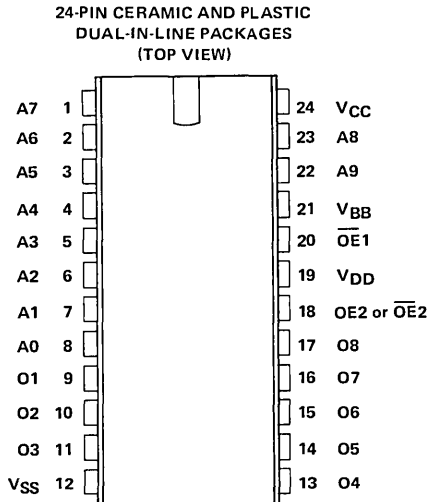 24-PIN CERAMIC AND PLASTIC
DUAL-IN-LINE PACKAGES
(TOP VIEW)
A7 1 24 VCC
A6 2 23 A8
A5 3 22 A9
A4 4 21 VBB
A3 5 20 O̅E̅1
A2 6 19 VDD
A1 7 18 OE2 or O̅E̅2
A0 8 17 O8
O1 9 16 O7
O2 10 15 O6
O3 11 14 O5
VSS 12 13 O4